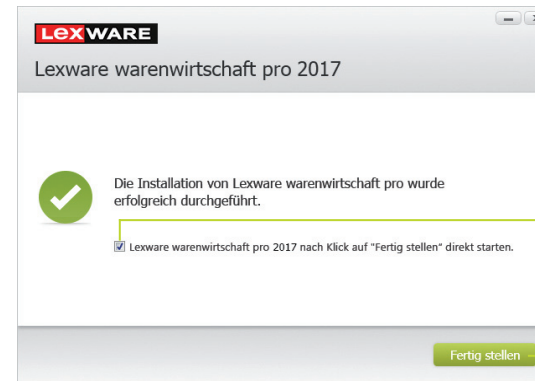 LEXWARE
Lexware warenwirtschaft pro 2017
Die Installation von Lexware warenwirtschaft pro wurde
erfolgreich durchgeführt.
Lexware warenwirtschaft pro 2017 nach Klick auf "Fertig stellen" direkt starten.
Fertig stellen